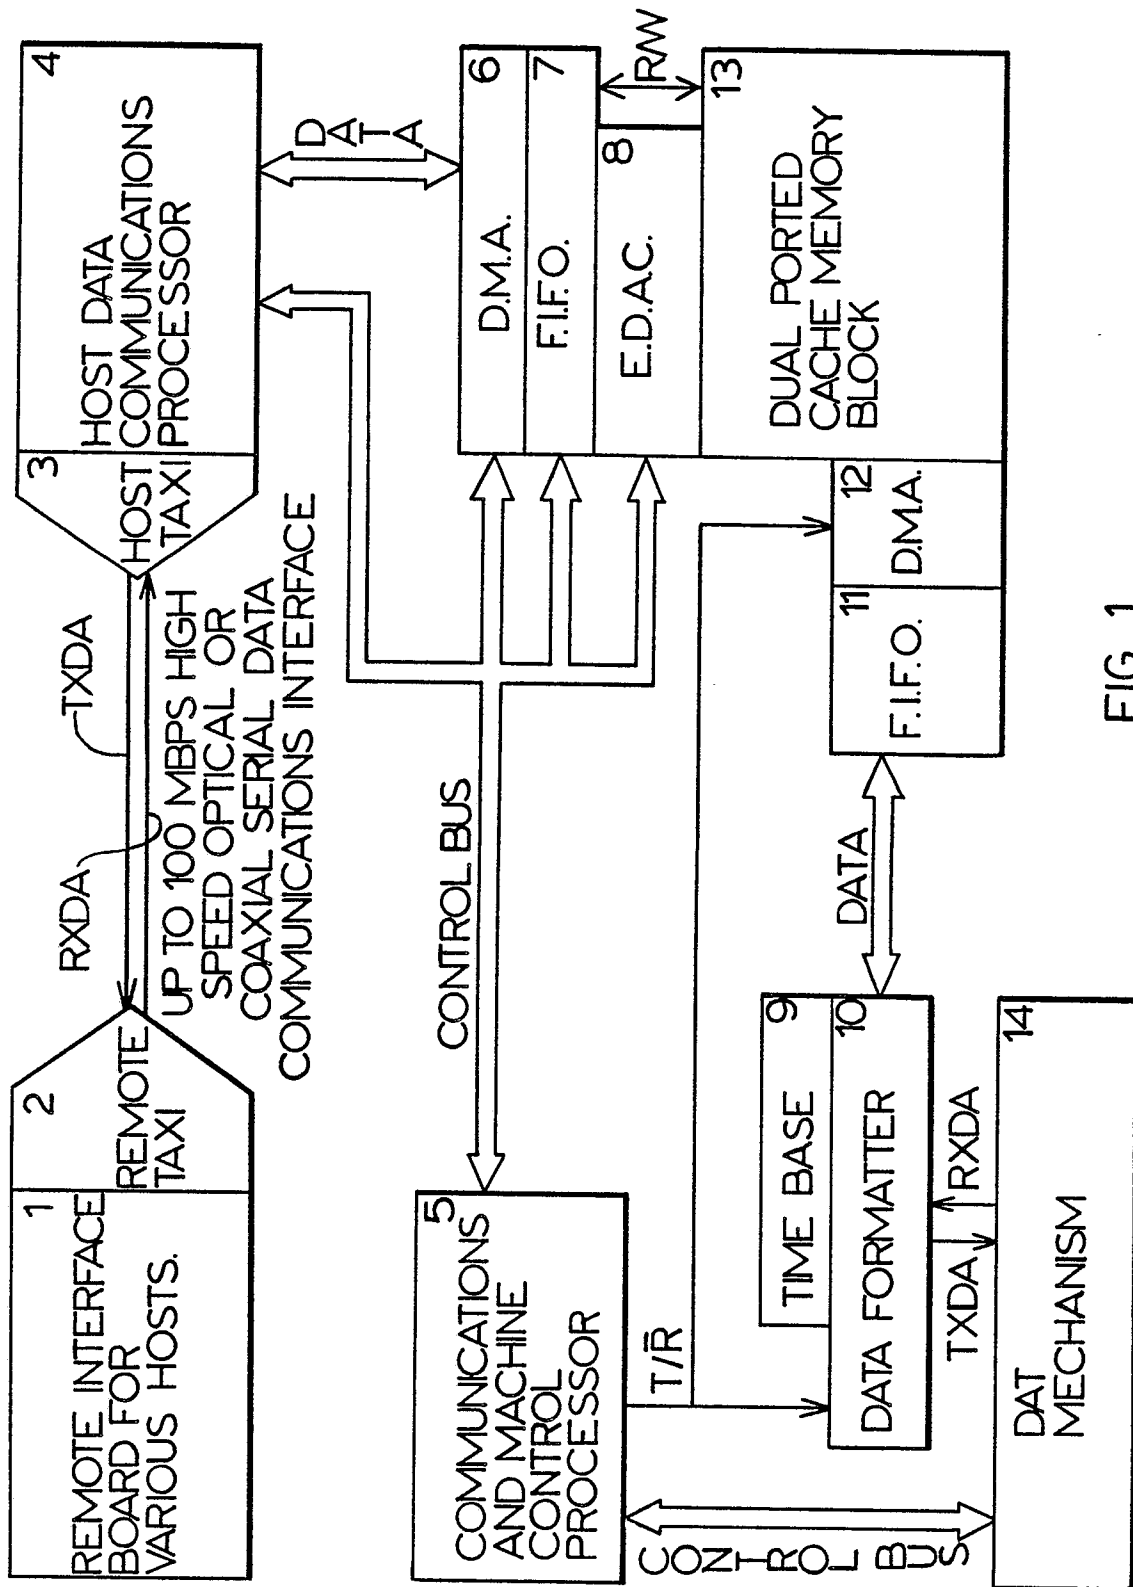 1
REMOTE INTERFACE
BOARD FOR
VARIOUS HOSTS.
2
REMOTE
TAXI
RXDA
TXDA
UP TO 100 MBPS HIGH
SPEED OPTICAL OR
COAXIAL SERIAL DATA
COMMUNICATIONS INTERFACE
3
HOST
TAXI
4
HOST DATA
COMMUNICATIONS
PROCESSOR
DATA
CONTROL BUS
5
COMMUNICATIONS
AND MACHINE
CONTROL
PROCESSOR
6
D.M.A.
7
F.I.F.O.
8
E.D.A.C.
R/W
13
DUAL PORTED
CACHE MEMORY
BLOCK
12
D.M.A.
11
F.I.F.O.
DATA
T/R̄
9
TIME BASE
10
DATA FORMATTER
TXDA
RXDA
CONTROL BUS
14
DAT
MECHANISM
FIG. 1